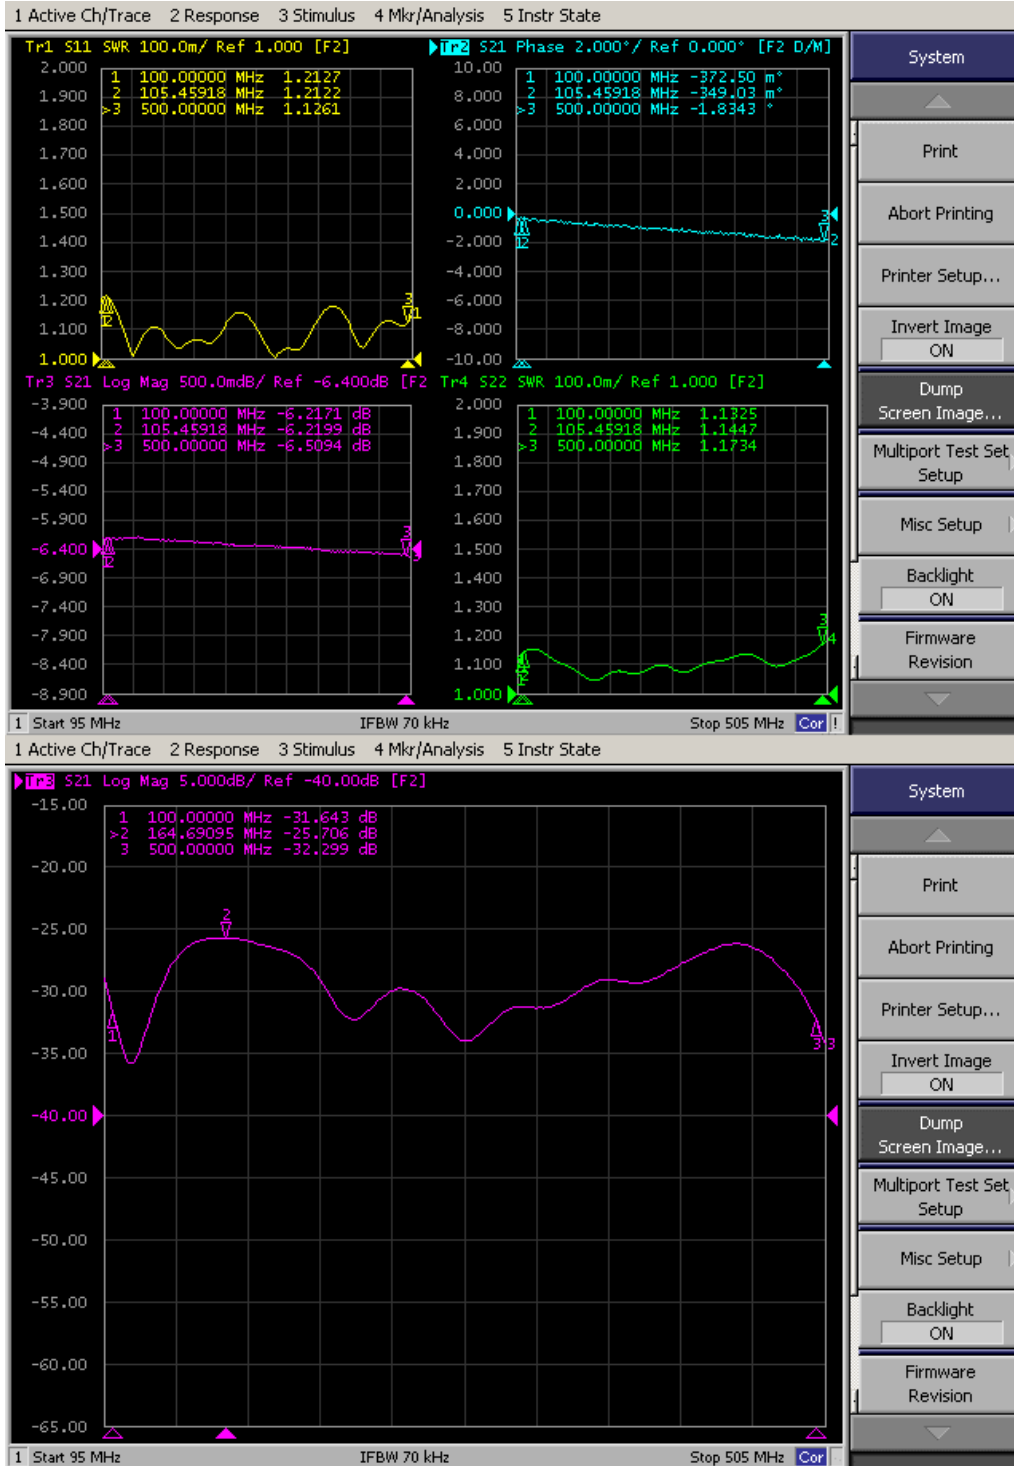 1 Active Ch/Trace 2 Response 3 Stimulus 4 Mkr/Analysis 5 Instr State
Tr1 S11 SWR 100.0m/ Ref 1.000 [F2]
2.000
1.900
1.800
1.700
1.600
1.500
1.400
1.300
1.200
1.100
1.000
1 100.00000 MHz 1.2127
2 105.45918 MHz 1.2122
>3 500.00000 MHz 1.1261
Tr2 S21 Phase 2.000°/ Ref 0.000° [F2 D/M]
10.00
8.000
6.000
4.000
2.000
0.000
-2.000
-4.000
-6.000
-8.000
-10.00
1 100.00000 MHz -372.50 m°
2 105.45918 MHz -349.03 m°
>3 500.00000 MHz -1.8343 °
Tr3 S21 Log Mag 500.0mdB/ Ref -6.400dB [F2
-3.900
-4.400
-4.900
-5.400
-5.900
-6.400
-6.900
-7.400
-7.900
-8.400
-8.900
1 100.00000 MHz -6.2171 dB
2 105.45918 MHz -6.2199 dB
>3 500.00000 MHz -6.5094 dB
Tr4 S22 SWR 100.0m/ Ref 1.000 [F2]
2.000
1.900
1.800
1.700
1.600
1.500
1.400
1.300
1.200
1.100
1.000
1 100.00000 MHz 1.1325
2 105.45918 MHz 1.1447
>3 500.00000 MHz 1.1734
1 Start 95 MHz IFBW 70 kHz Stop 505 MHz Cor !
System
Print
Abort Printing
Printer Setup...
Invert Image
ON
Dump
Screen Image...
Multiport Test Set
Setup
Misc Setup
Backlight
ON
Firmware
Revision
1 Active Ch/Trace 2 Response 3 Stimulus 4 Mkr/Analysis 5 Instr State
Tr3 S21 Log Mag 5.000dB/ Ref -40.00dB [F2]
-15.00
-20.00
-25.00
-30.00
-35.00
-40.00
-45.00
-50.00
-55.00
-60.00
-65.00
1 100.00000 MHz -31.643 dB
>2 164.69095 MHz -25.706 dB
3 500.00000 MHz -32.299 dB
2
1
3 3
1 Start 95 MHz IFBW 70 kHz Stop 505 MHz Cor
System
Print
Abort Printing
Printer Setup...
Invert Image
ON
Dump
Screen Image...
Multiport Test Set
Setup
Misc Setup
Backlight
ON
Firmware
Revision